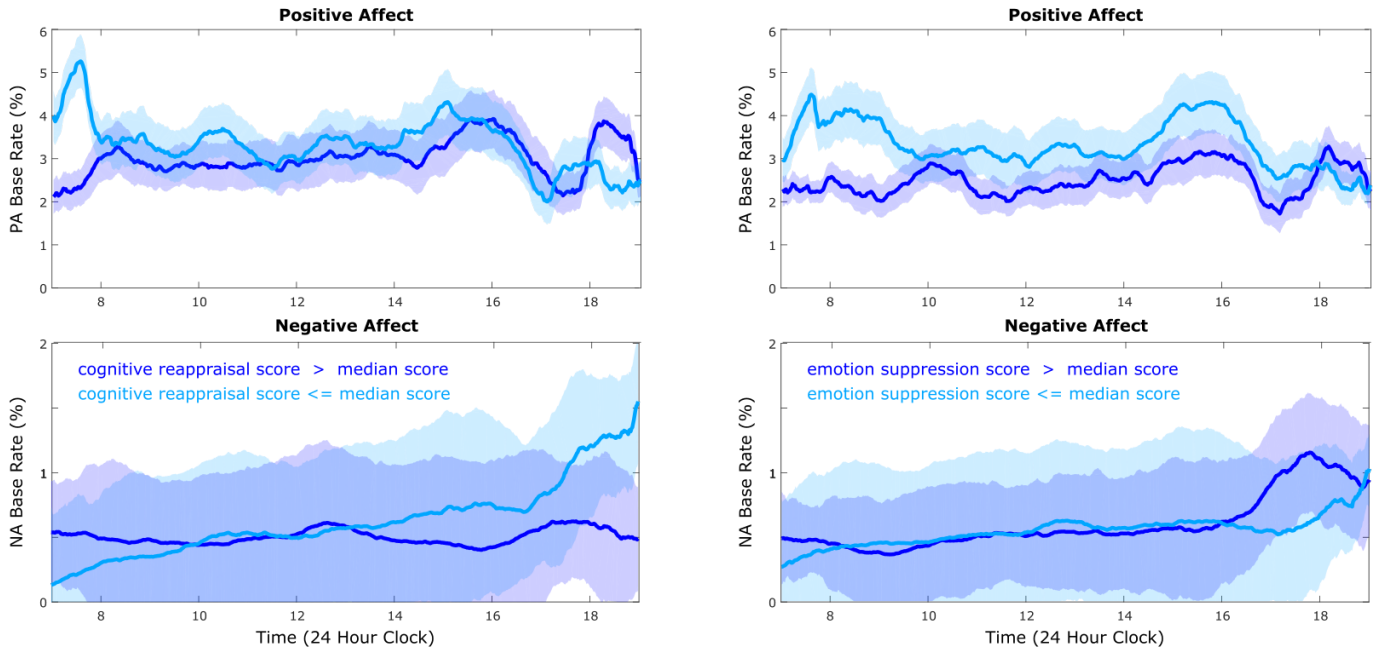 Positive Affect
6
5
4
3
2
1
0
PA Base Rate (%)
8 10 12 14 16 18
Negative Affect
2
1
0
NA Base Rate (%)
cognitive reappraisal score > median score
cognitive reappraisal score <= median score
8 10 12 14 16 18
Time (24 Hour Clock)
Positive Affect
6
5
4
3
2
1
0
PA Base Rate (%)
8 10 12 14 16 18
Negative Affect
2
1
0
NA Base Rate (%)
emotion suppression score > median score
emotion suppression score <= median score
8 10 12 14 16 18
Time (24 Hour Clock)